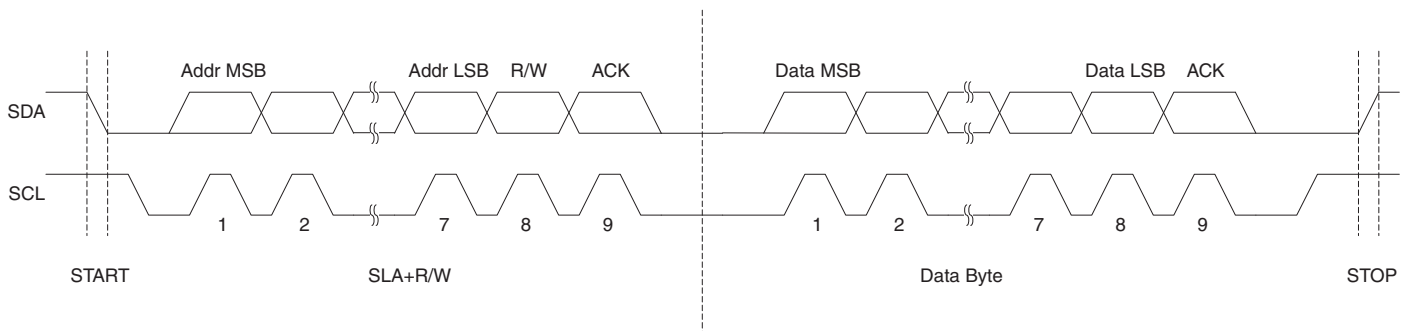 Addr MSB Addr LSB R/W ACK Data MSB Data LSB ACK
SDA
SCL
1 2 7 8 9 1 2 7 8 9
START SLA+R/W Data Byte STOP